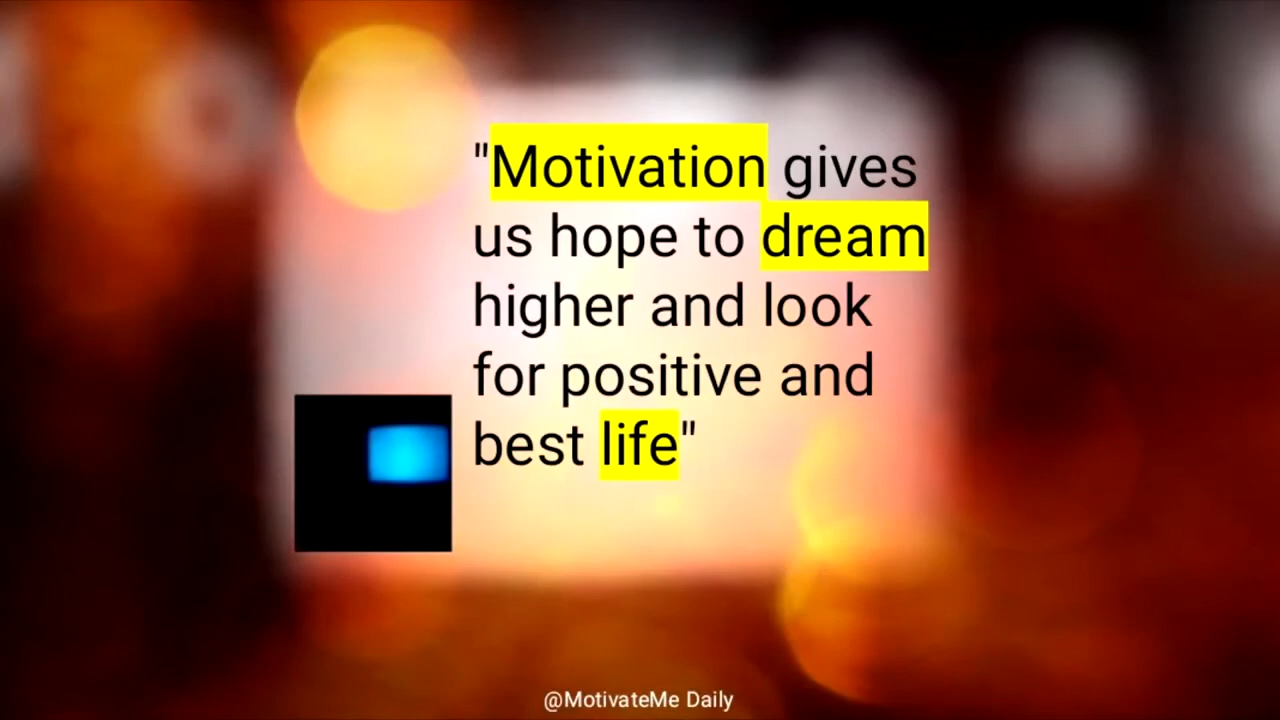 "Motivation gives
us hope to dream
higher and look
for positive and
best life"
@MotivateMe Daily